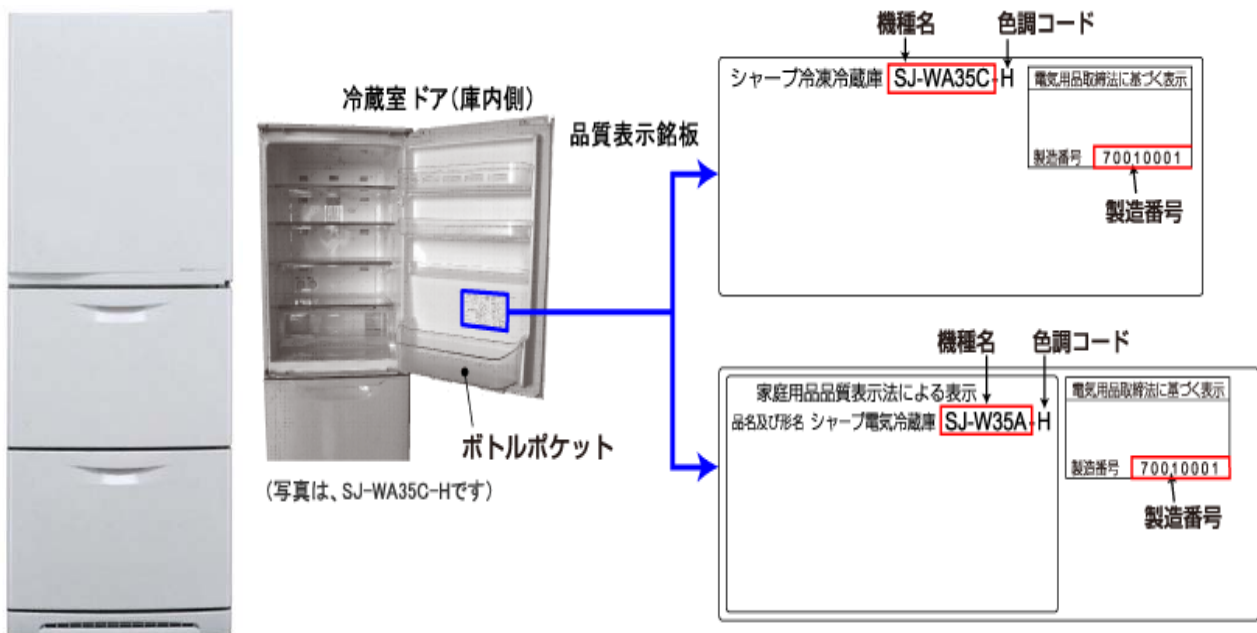 冷蔵室ドア(庫内側)
ボトルポケット
(写真は、SJ-WA35C-Hです)
品質表示銘板
機種名 色調コード
シャープ冷凍冷蔵庫 SJ-WA35C-H
電気用品取締法に基づく表示
製造番号 70010001
製造番号
機種名 色調コード
家庭用品品質表示法による表示
品名及び形名 シャープ電気冷蔵庫 SJ-W35A-H
電気用品取締法に基づく表示
製造番号 70010001
製造番号